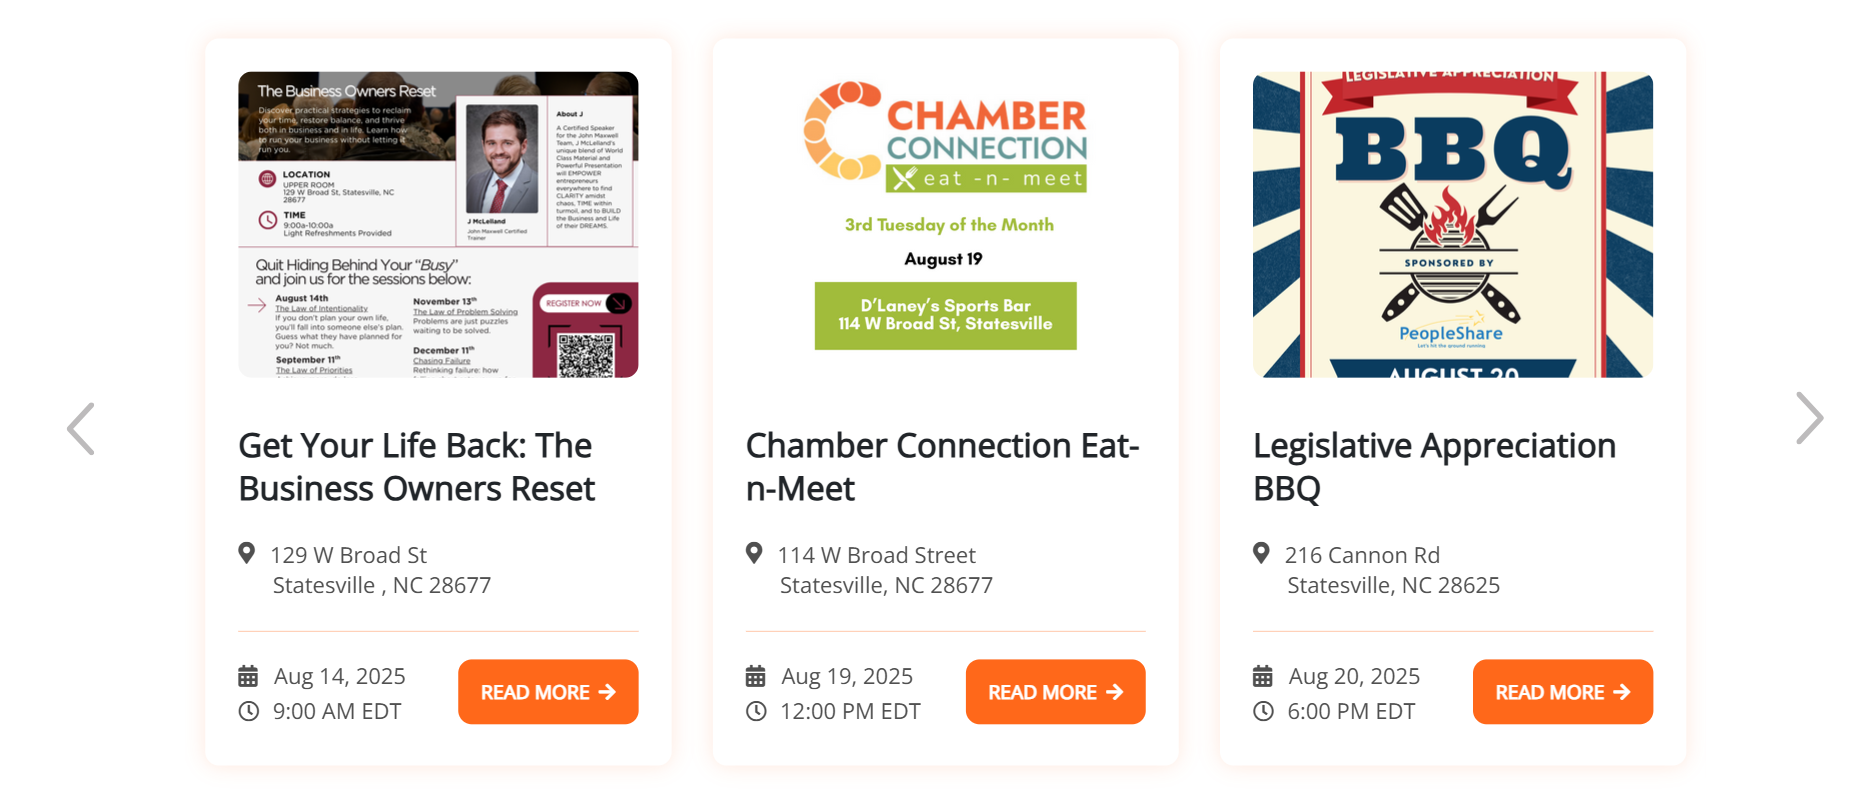 The Business Owners Reset
Discover practical strategies to reclaim
your time, restore balance, and thrive
both in business and in life. Learn how
to run your business without letting it
run you.
LOCATION
UPPER ROOM
129 W Broad St, Statesville, NC
28677
TIME
9:00a-10:00a
Light Refreshments Provided
J McLelland
John Maxwell Certified
Trainer
About J
A Certified Speaker
for the John Maxwell
Team, J McLelland's
unique blend of World
Class Material and
Powerful Presentation
will EMPOWER
entrepreneurs
everywhere to find
CLARITY amidst
chaos, TIME within
turmoil, and to BUILD
the Business and Life
of their DREAMS.
Quit Hiding Behind Your "Busy"
and join us for the sessions below:
August 14th
The Law of Intentionality
If you don't plan your own life,
you'll fall into someone else's plan.
Guess what they have planned for
you? Not much.
September 11th
The Law of Priorities
November 13th
The Law of Problem Solving
Problems are just puzzles
waiting to be solved.
December 11th
Chasing Failure
Rethinking failure: how
REGISTER NOW
Get Your Life Back: The
Business Owners Reset
129 W Broad St
Statesville , NC 28677
Aug 14, 2025
9:00 AM EDT
READ MORE
CHAMBER
CONNECTION
eat -n- meet
3rd Tuesday of the Month
August 19
D'Laney's Sports Bar
114 W Broad St, Statesville
Chamber Connection Eat-
n-Meet
114 W Broad Street
Statesville, NC 28677
Aug 19, 2025
12:00 PM EDT
READ MORE
LEGISLATIVE APPRECIATION
BBQ
SPONSORED BY
PeopleShare
Let's hit the ground running
AUGUST 20
Legislative Appreciation
BBQ
216 Cannon Rd
Statesville, NC 28625
Aug 20, 2025
6:00 PM EDT
READ MORE